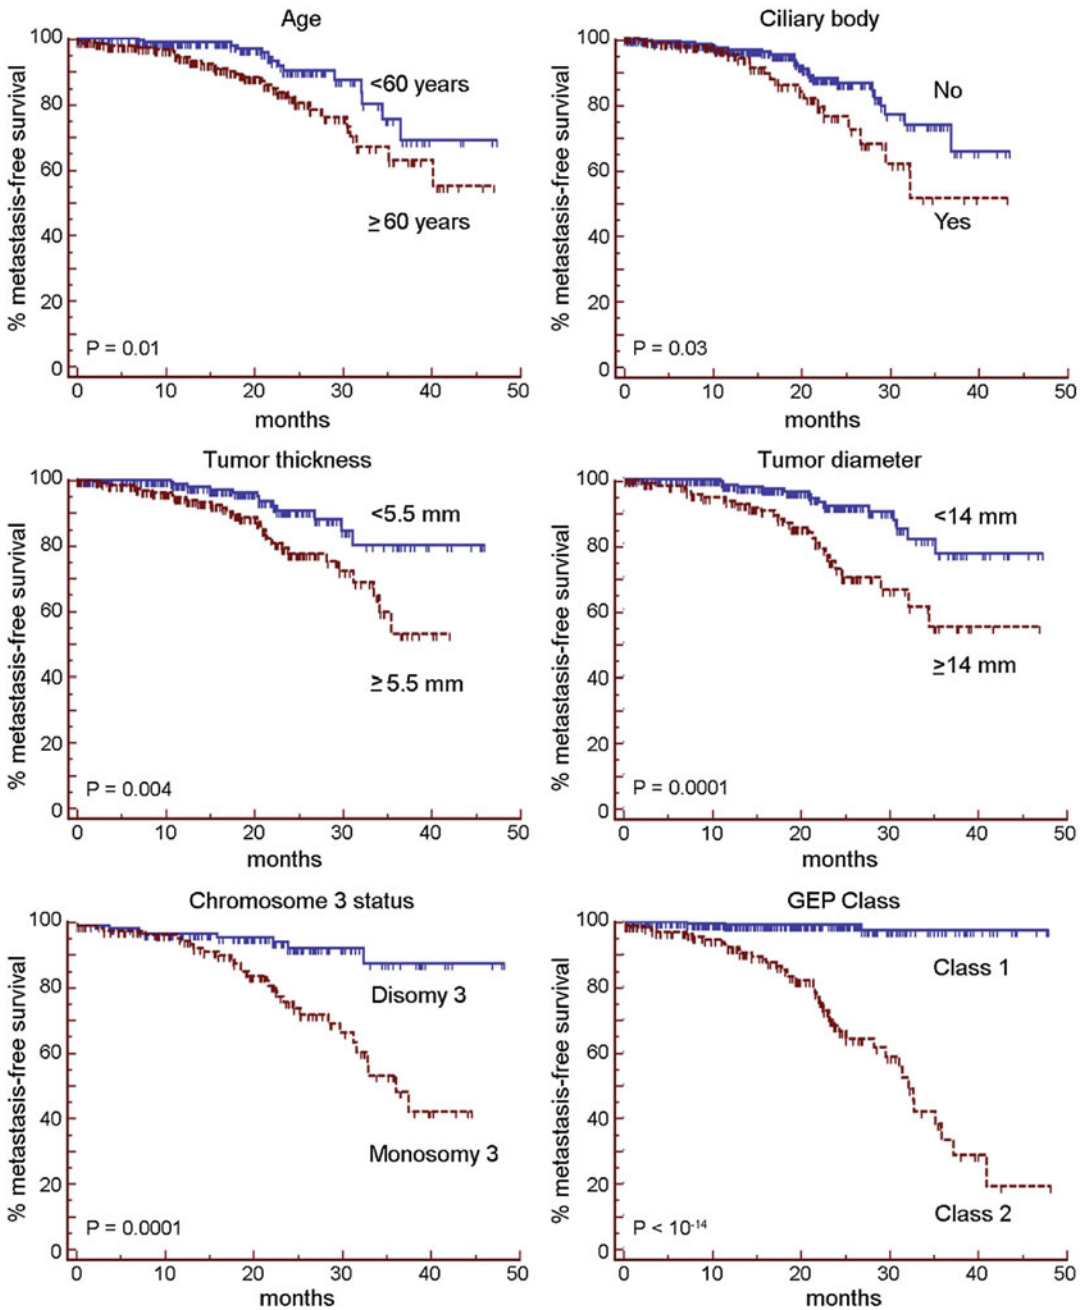 Age
% metastasis-free survival
100
80
60
40
20
0
<60 years
≥60 years
P = 0.01
0 10 20 30 40 50
months
Ciliary body
% metastasis-free survival
100
80
60
40
20
0
No
Yes
P = 0.03
0 10 20 30 40 50
months
Tumor thickness
% metastasis-free survival
100
80
60
40
20
0
<5.5 mm
≥5.5 mm
P = 0.004
0 10 20 30 40 50
months
Tumor diameter
% metastasis-free survival
100
80
60
40
20
0
<14 mm
≥14 mm
P = 0.0001
0 10 20 30 40 50
months
Chromosome 3 status
% metastasis-free survival
100
80
60
40
20
0
Disomy 3
Monosomy 3
P = 0.0001
0 10 20 30 40 50
months
GEP Class
% metastasis-free survival
100
80
60
40
20
0
Class 1
Class 2
P < 10⁻¹⁴
0 10 20 30 40 50
months